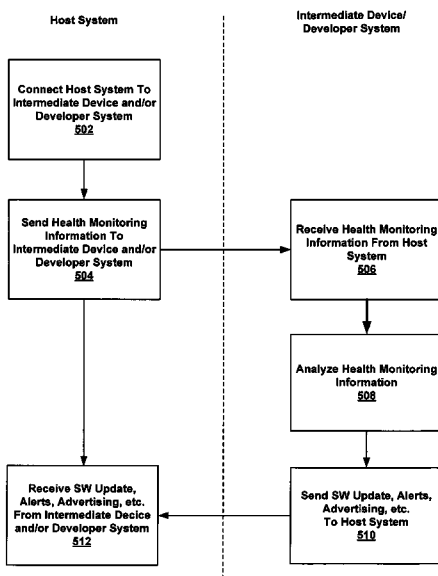 Host System
Intermediate Device/
Developer System
Connect Host System To
Intermediate Device and/or
Developer System
502
Send Health Monitoring
Information To
Intermediate Device and/or
Developer System
504
Receive Health Monitoring
Information From Host
System
506
Analyze Health Monitoring
Information
508
Receive SW Update,
Alerts, Advertising, etc.
From Intermediate Decice
and/or Developer System
512
Send SW Update, Alerts,
Advertising, etc.
To Host System
510